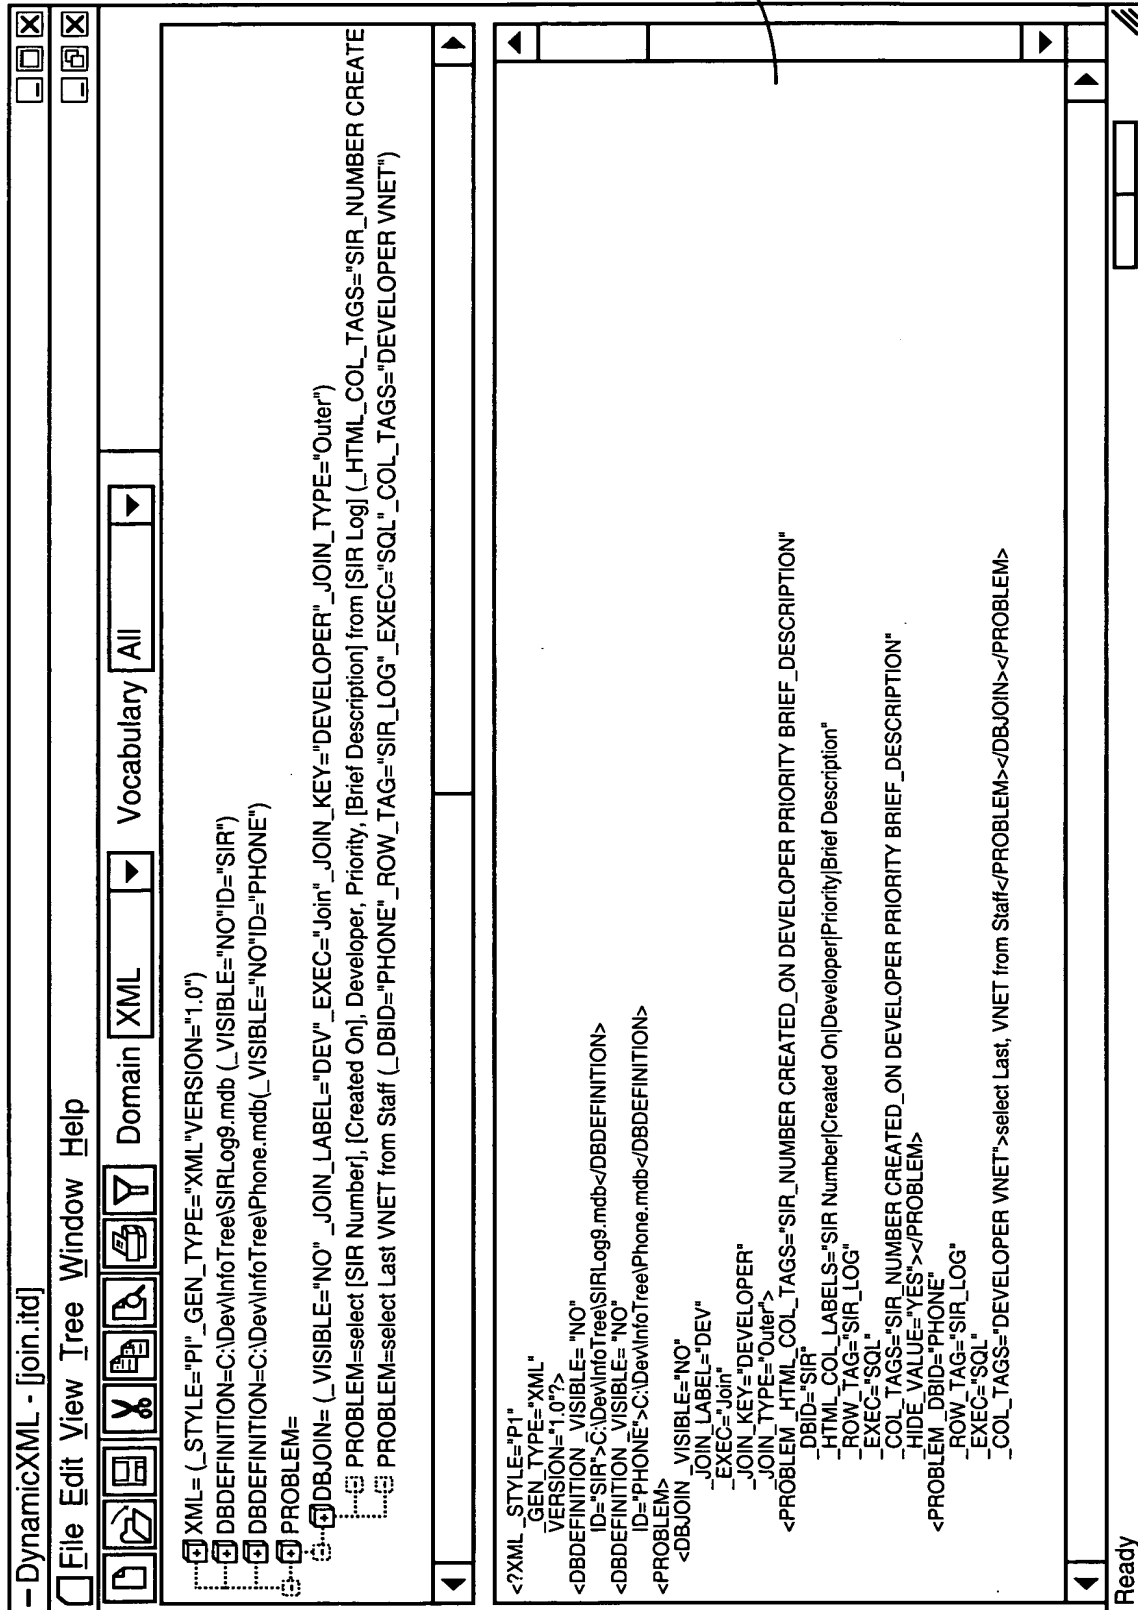 DynamicXML - [join.itd]
File Edit View Tree Window Help
Domain XML Vocabulary All
XML= (_STYLE="PI"_GEN_TYPE="XML"VERSION="1.0")
DBDEFINITION=C:\Dev\InfoTree\SIRLog9.mdb (_VISIBLE="NO"ID="SIR")
DBDEFINITION=C:\Dev\InfoTree\Phone.mdb(_VISIBLE="NO"ID="PHONE")
PROBLEM=
DBJOIN= (_VISIBLE="NO" _JOIN_LABEL="DEV"_EXEC="Join"_JOIN_KEY="DEVELOPER"_JOIN_TYPE="Outer")
PROBLEM=select [SIR Number], [Created On], Developer, Priority, [Brief Description] from [SIR Log] (_HTML_COL_TAGS="SIR_NUMBER CREATE
PROBLEM=select Last VNET from Staff (_DBID="PHONE"_ROW_TAG="SIR_LOG"_EXEC="SQL"_COL_TAGS="DEVELOPER VNET")
<?XML _STYLE="P1"
_GEN_TYPE="XML"
VERSION="1.0"?>
<DBDEFINITION _VISIBLE= "NO"
ID="SIR">C:\Dev\InfoTree\SIRLog9.mdb</DBDEFINITION>
<DBDEFINITION _VISIBLE= "NO"
ID="PHONE">C:\Dev\InfoTree\Phone.mdb</DBDEFINITION>
<PROBLEM>
<DBJOIN _VISIBLE="NO"
_JOIN_LABEL="DEV"
_EXEC="Join"
_JOIN_KEY="DEVELOPER"
_JOIN_TYPE="Outer">
<PROBLEM_HTML_COL_TAGS="SIR_NUMBER CREATED_ON DEVELOPER PRIORITY BRIEF_DESCRIPTION"
_DBID="SIR"
_HTML_COL_LABELS="SIR Number|Created On|Developer|Priority|Brief Description"
_ROW_TAG="SIR_LOG"
_EXEC="SQL"
_COL_TAGS="SIR_NUMBER CREATED_ON DEVELOPER PRIORITY BRIEF_DESCRIPTION"
_HIDE_VALUE="YES"></PROBLEM>
<PROBLEM_DBID="PHONE"
_ROW_TAG="SIR_LOG"
_EXEC="SQL"
_COL_TAGS="DEVELOPER VNET">select Last, VNET from Staff</PROBLEM></DBJOIN></PROBLEM>
Ready